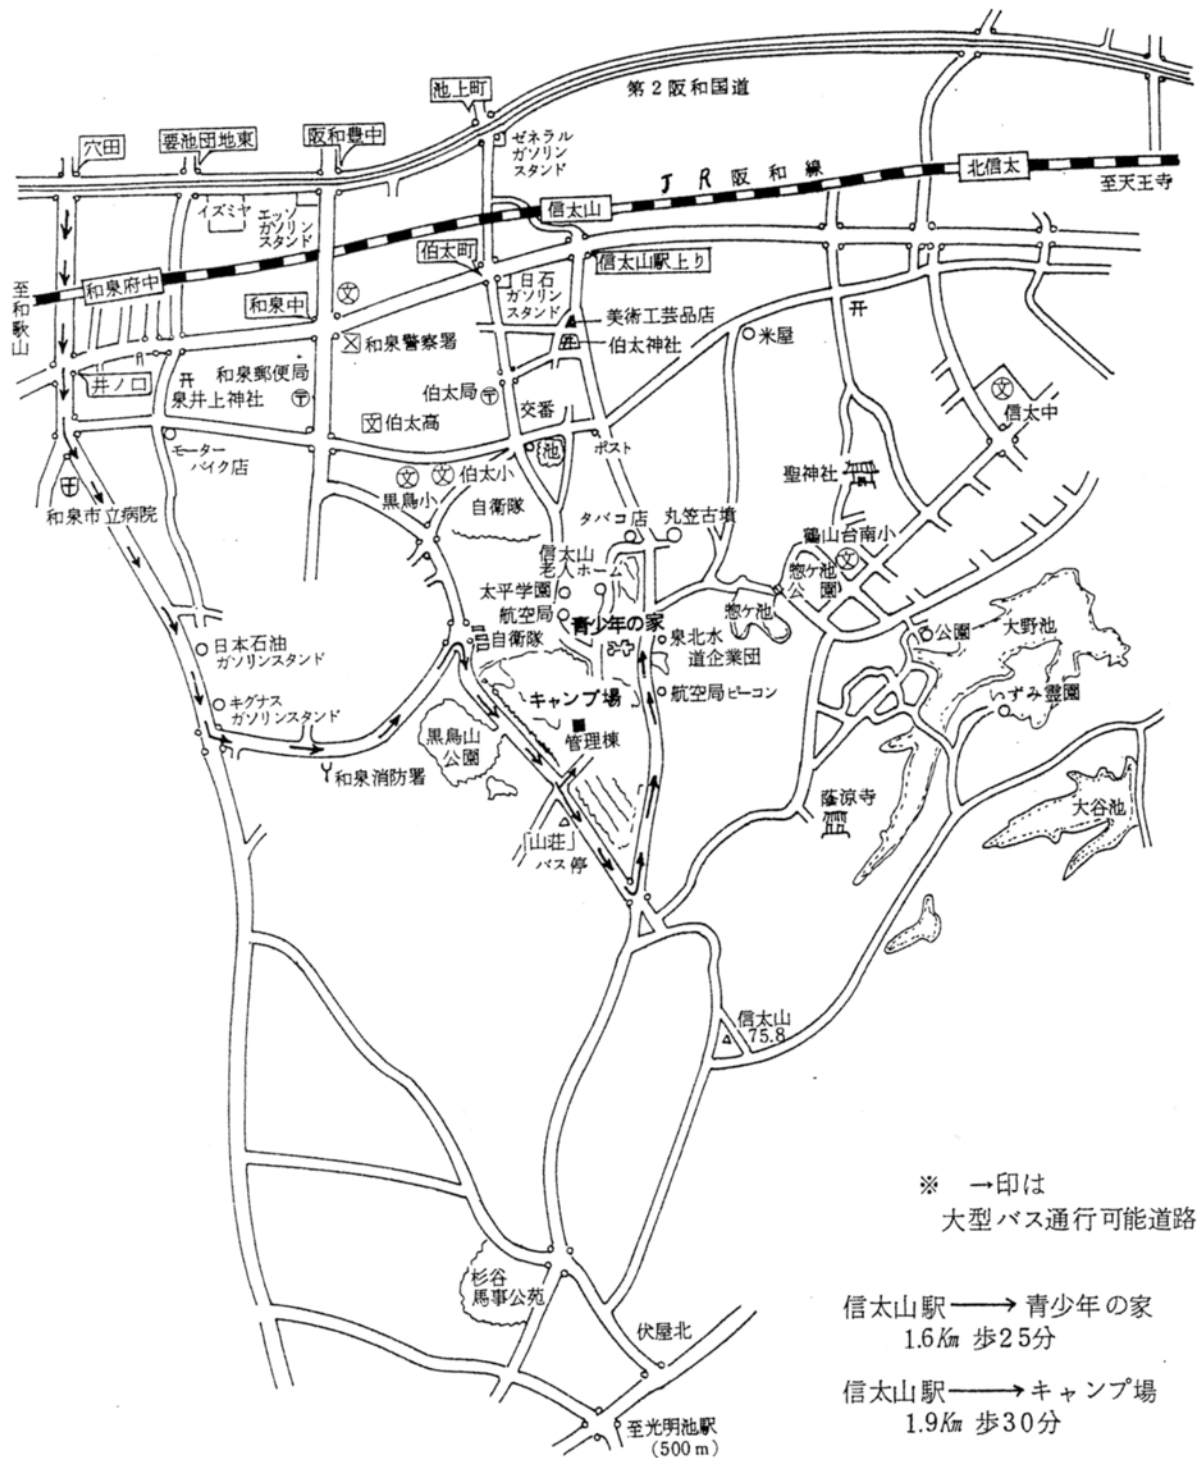 第2阪和国道
池上町
ゼネラル
ガソリン
スタンド
穴田
要池団地東
阪和豊中
イズミヤ
エッソ
ガソリン
スタンド
JR阪和線
北信太
至天王寺
信太山
伯太町
信太山駅上り
和泉府中
至和歌山
和泉中
文
日石
ガソリン
スタンド
美術工芸品店
伯太神社
米屋
和泉警察署
井ノ口
和泉郵便局
泉井上神社
伯太局
交番
文
信太中
文 伯太高
ポスト
池
モーター
バイク店
文
文 伯太小
黒鳥小
自衛隊
聖神社
和泉市立病院
タバコ店
丸笠古墳
鶴山台南小
文
信太山
老人ホーム
惣ケ池
公園
太平学園
航空局
青少年の家
惣ケ池
公園
大野池
日本石油
ガソリンスタンド
自衛隊
泉北水
道企業団
キャンプ場
航空局ビーコン
いずみ霊園
キグナス
ガソリンスタンド
黒鳥山
公園
管理棟
和泉消防署
蔭涼寺
大谷池
「山荘」
バス停
信太山
75.8
※ →印は
大型バス通行可能道路
杉谷
馬事公苑
伏屋北
信太山駅→青少年の家
1.6Km 歩25分
信太山駅→キャンプ場
1.9Km 歩30分
至光明池駅
(500m)